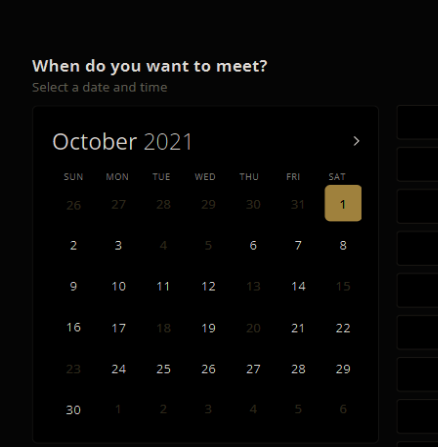 When do you want to meet?
Select a date and time
October 2021
SUN MON TUE WED THU FRI SAT
26 27 28 29 30 31 1
2 3 4 5 6 7 8
9 10 11 12 13 14 15
16 17 18 19 20 21 22
23 24 25 26 27 28 29
30 1 2 3 4 5 6